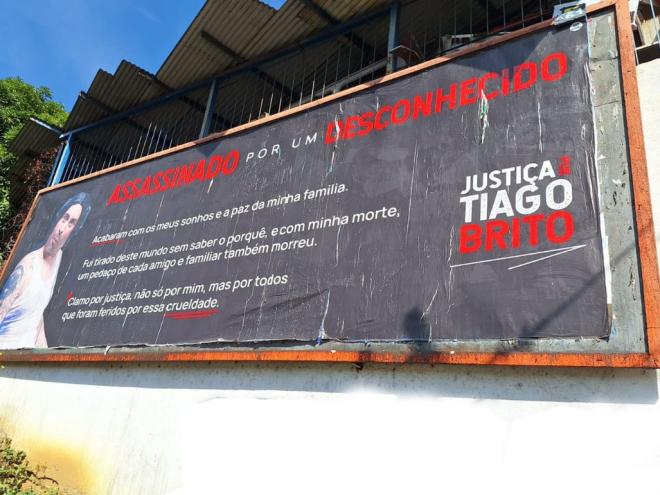 ASSASSINADO POR UM DESCONHECIDO
Acabaram com os meus sonhos e a paz da minha familia.
Fui tirado deste mundo sem saber o porquê, e com minha morte,
um pedaço de cada amigo e familiar também morreu.
Clamo por justiça, não só por mim, mas por todos
que foram feridos por essa crueldade.
JUSTIÇA POR
TIAGO
BRITO